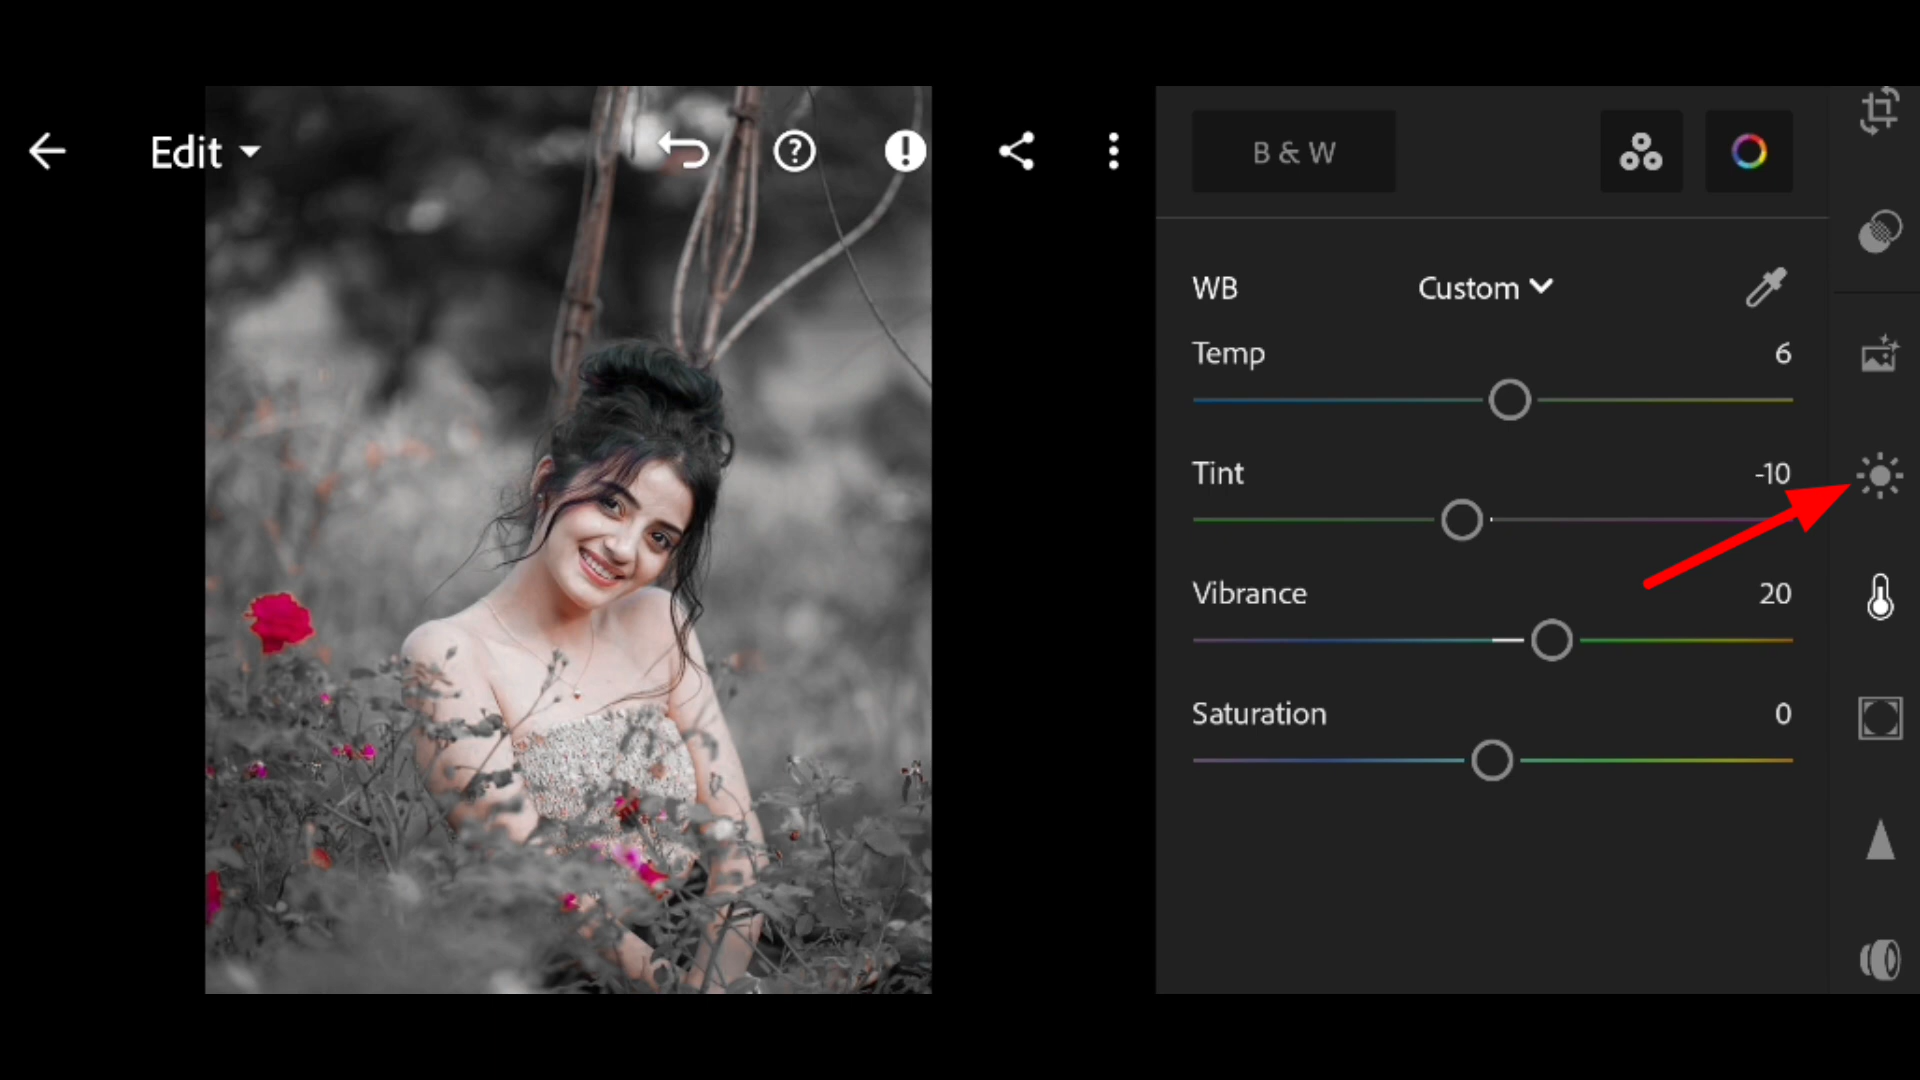 Edit
B & W
WB Custom
Temp 6
Tint -10
Vibrance 20
Saturation 0